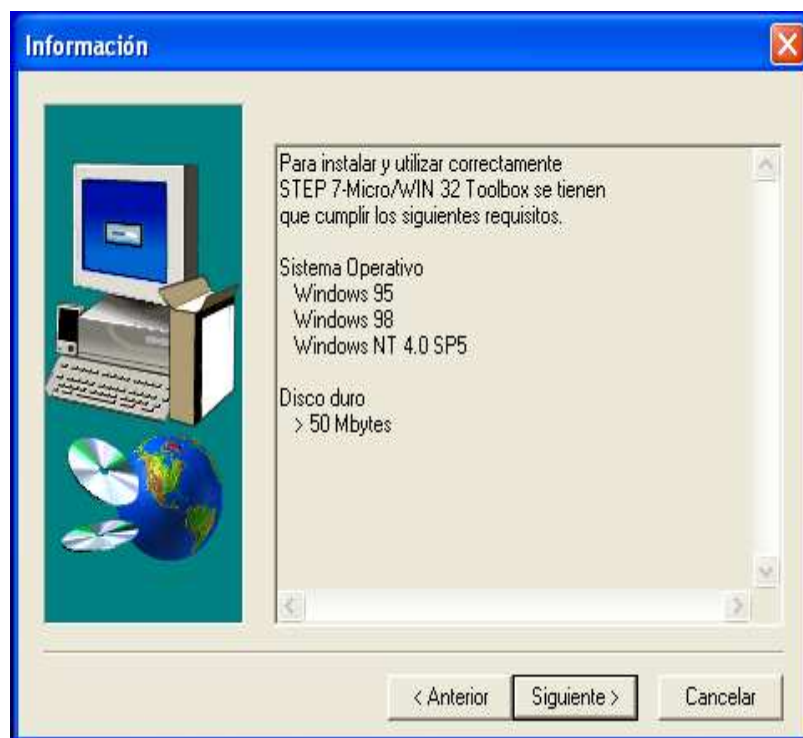 Información
Para instalar y utilizar correctamente
STEP 7-Micro/WIN 32 Toolbox se tienen
que cumplir los siguientes requisitos.
Sistema Operativo
Windows 95
Windows 98
Windows NT 4.0 SP5
Disco duro
> 50 Mbytes
< Anterior
Siguiente >
Cancelar